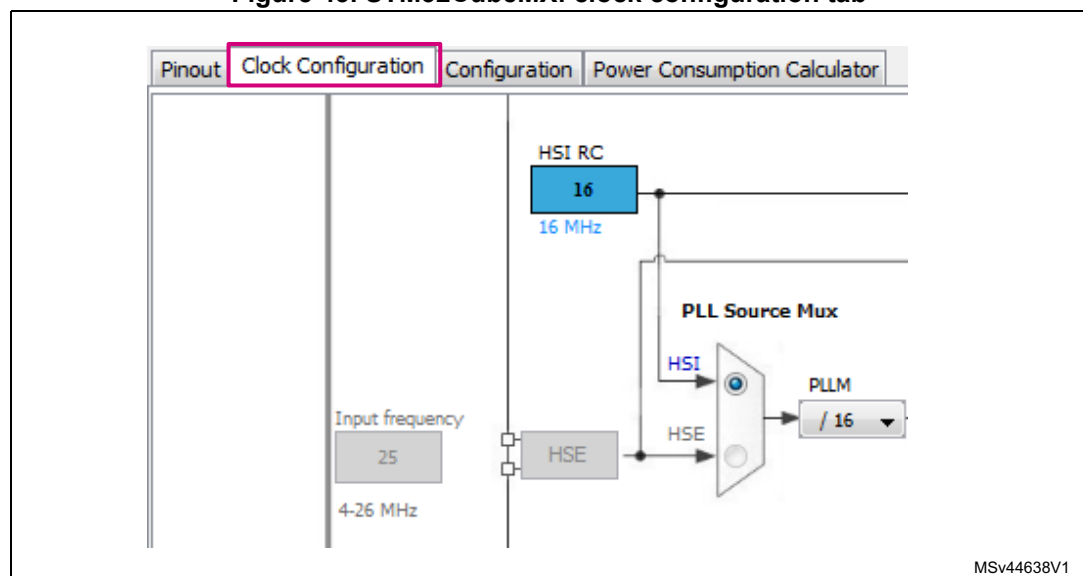 Pinout Clock Configuration Configuration Power Consumption Calculator
HSI RC
16
16 MHz
PLL Source Mux
HSI
PLLM
/ 16
Input frequency
25
4-26 MHz
HSE
HSE
MSv44638V1